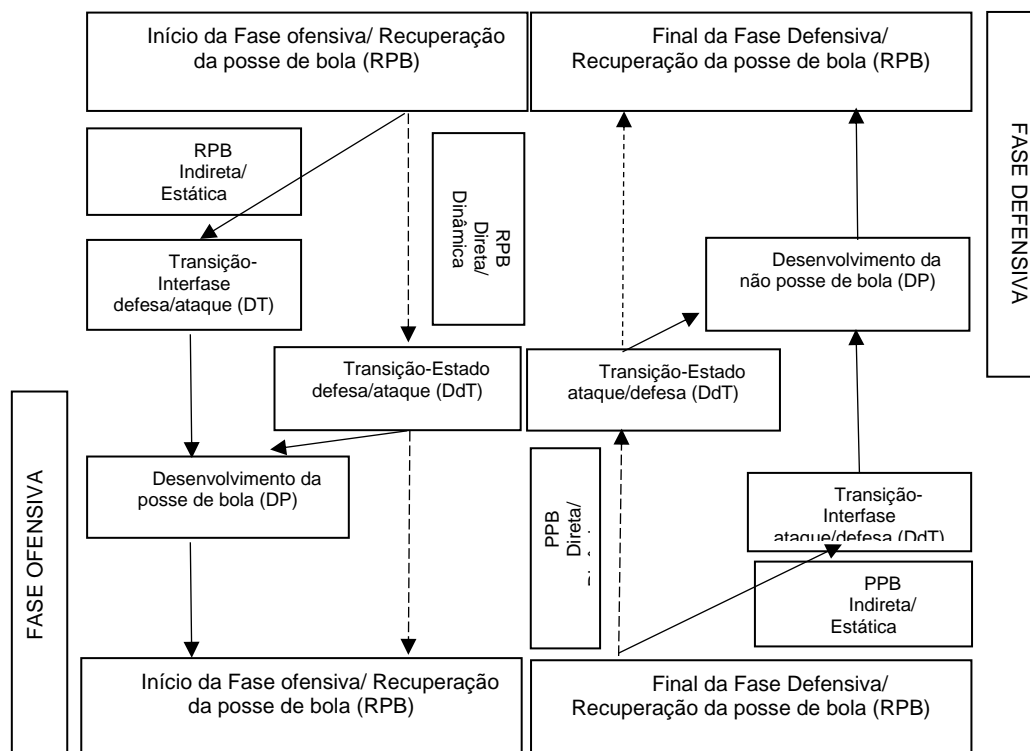 Início da Fase ofensiva/ Recuperação
da posse de bola (RPB)
Final da Fase Defensiva/
Recuperação da posse de bola (RPB)
FASE DEFENSIVA
RPB
Indireta/
Estática
RPB
Direta/
Dinâmica
Transição-
Interfase
defesa/ataque (DT)
Desenvolvimento da
não posse de bola (DP)
Transição-Estado
defesa/ataque (DdT)
Transição-Estado
ataque/defesa (DdT)
FASE OFENSIVA
Desenvolvimento da
posse de bola (DP)
PPB
Direta/
Transição-
Interfase
ataque/defesa (DdT)
PPB
Indireta/
Estática
Início da Fase ofensiva/ Recuperação
da posse de bola (RPB)
Final da Fase Defensiva/
Recuperação da posse de bola (RPB)